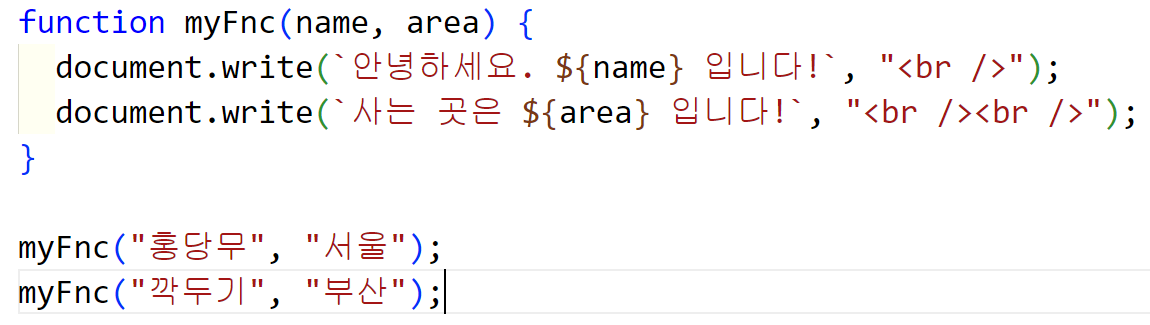 function myFnc(name, area) {
  document.write(`안녕하세요. ${name} 입니다!`, "<br />");
  document.write(`사는 곳은 ${area} 입니다!`, "<br /><br />");
}
myFnc("홍당무", "서울");
myFnc("깍두기", "부산");